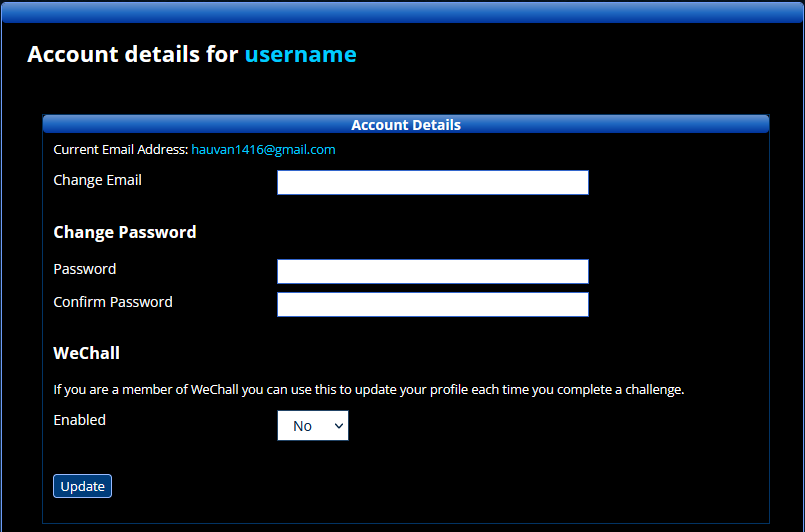 Account details for username
Account Details
Current Email Address: hauvan1416@gmail.com
Change Email
Change Password
Password
Confirm Password
WeChall
If you are a member of WeChall you can use this to update your profile each time you complete a challenge.
Enabled No
Update